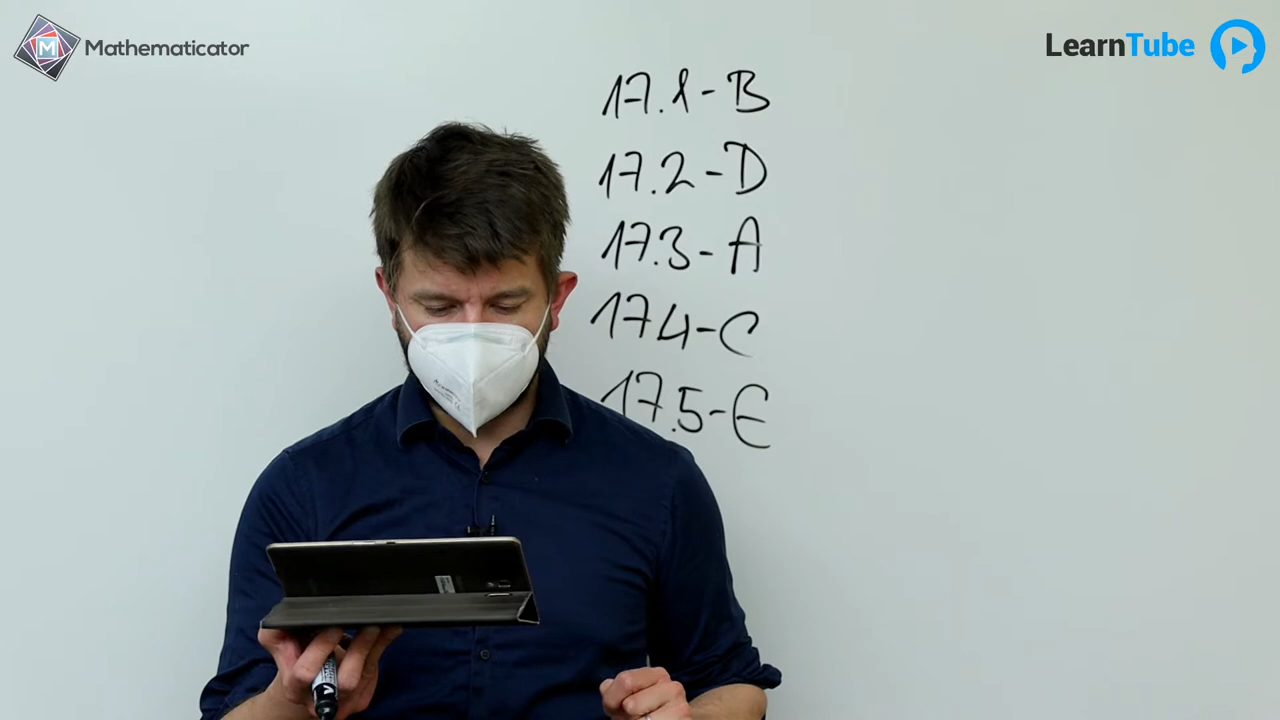 Mathematicator
LearnTube
17.1-B
17.2-D
17.3-A
17.4-C
17.5-E